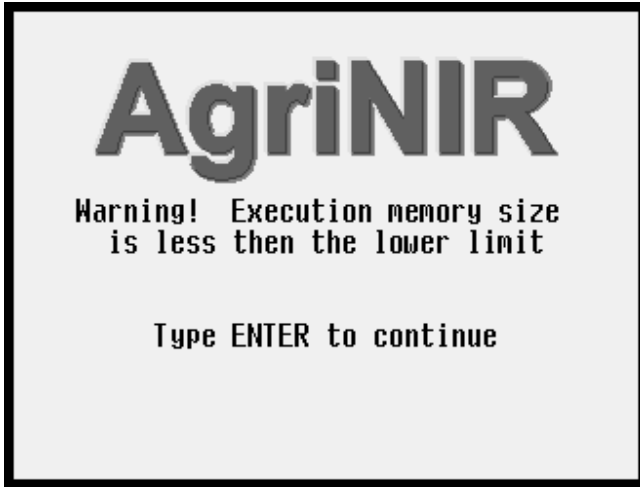 AgriNIR
Warning!  Execution memory size
is less then the lower limit
Type ENTER to continue